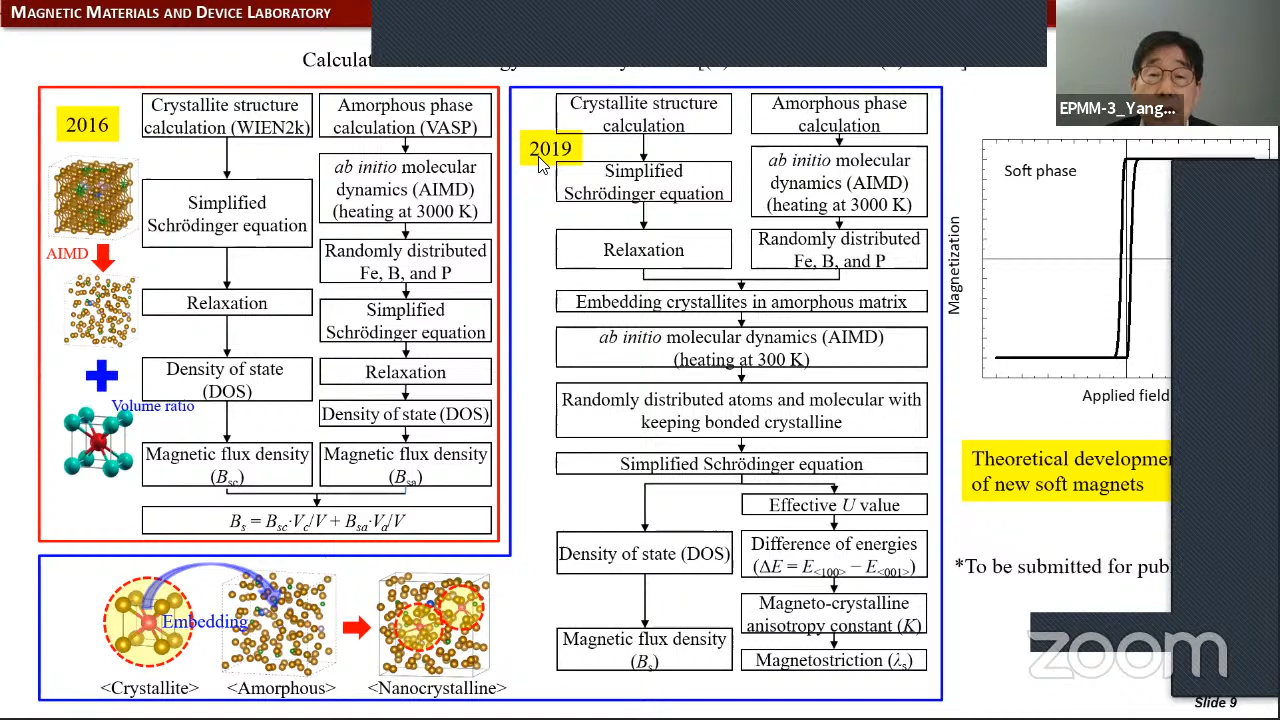 MAGNETIC MATERIALS AND DEVICE LABORATORY
EPMM-3_Yang...
2016
Crystallite structure
calculation (WIEN2k)
Simplified
Schrödinger equation
Relaxation
Density of state
(DOS)
Magnetic flux density
(Bsc)
Amorphous phase
calculation (VASP)
ab initio molecular
dynamics (AIMD)
(heating at 3000 K)
Randomly distributed
Fe, B, and P
Simplified
Schrödinger equation
Relaxation
Density of state (DOS)
Magnetic flux density
(Bsa)
Bs = Bsc·Vc/V + Bsa·Va/V
AIMD
Volume ratio
2019
Crystallite structure
calculation
Simplified
Schrödinger equation
Relaxation
Amorphous phase
calculation
ab initio molecular
dynamics (AIMD)
(heating at 3000 K)
Randomly distributed
Fe, B, and P
Embedding crystallites in amorphous matrix
ab initio molecular dynamics (AIMD)
(heating at 300 K)
Randomly distributed atoms and molecular with
keeping bonded crystalline
Simplified Schrödinger equation
Density of state (DOS)
Magnetic flux density
(Bs)
Effective U value
Difference of energies
(ΔE = E<100> − E<001>)
Magneto-crystalline
anisotropy constant (K)
Magnetostriction (λs)
Embedding
<Crystallite>
<Amorphous>
<Nanocrystalline>
Soft phase
Magnetization
Applied field
Theoretical developme
of new soft magnets
*To be submitted for pub
zoom
Slide 9